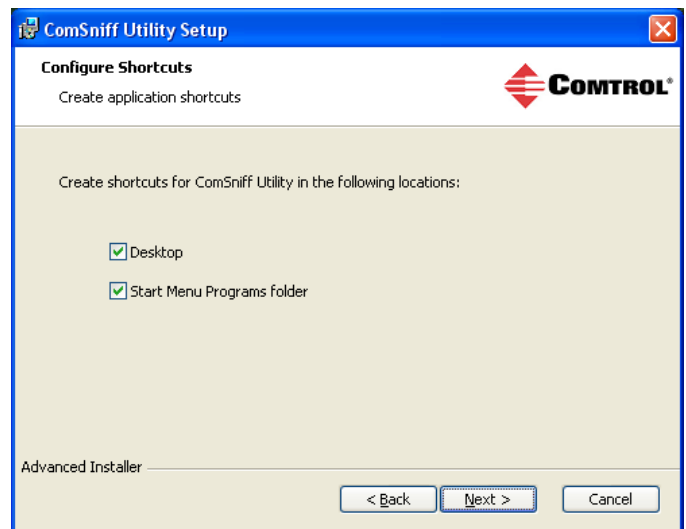 ComSniff Utility Setup
Configure Shortcuts
Create application shortcuts
COMTROL®
Create shortcuts for ComSniff Utility in the following locations:
Desktop
Start Menu Programs folder
Advanced Installer
< Back
Next >
Cancel